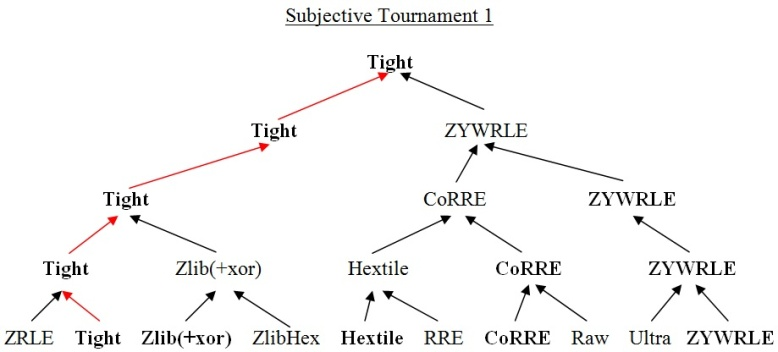 Subjective Tournament 1
Tight
Tight ZYWRLE
Tight CoRRE ZYWRLE
Tight Zlib(+xor) Hextile CoRRE ZYWRLE
ZRLE Tight Zlib(+xor) ZlibHex Hextile RRE CoRRE Raw Ultra ZYWRLE